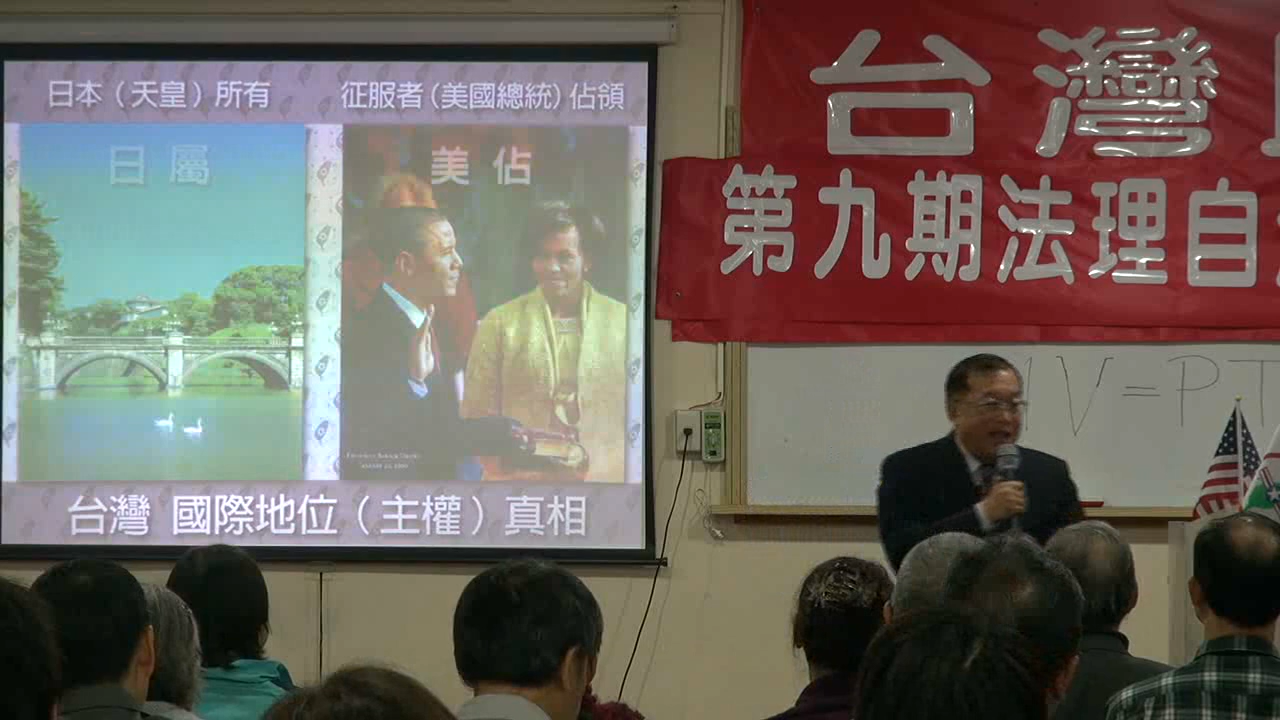 日本（天皇）所有
征服者（美國總統）佔領
日屬
美佔
台灣 國際地位（主權）真相
台灣
第九期法理自
V=PT